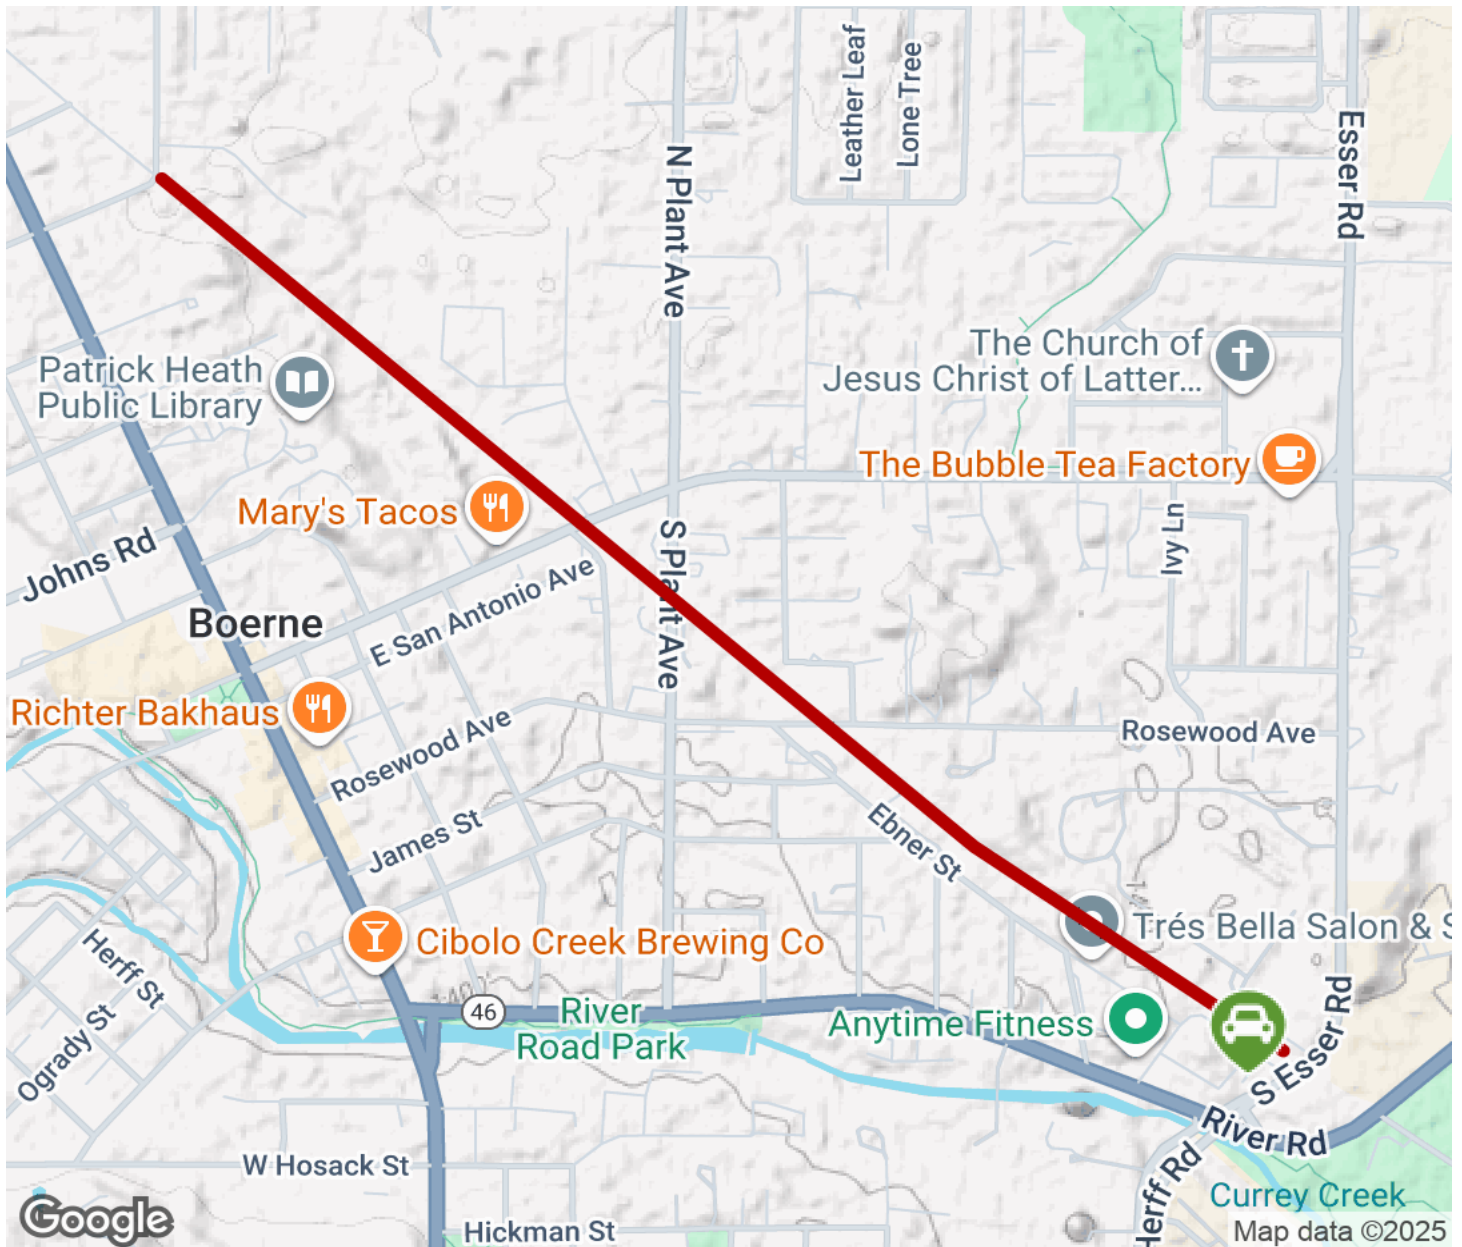 Leather Leaf
Lone Tree
Esser Rd
N Plant Ave
The Church of
Jesus Christ of Latter...
Patrick Heath
Public Library
The Bubble Tea Factory
Mary's Tacos
Ivy Ln
S Plant Ave
Johns Rd
E San Antonio Ave
Boerne
Richter Bakhaus
Rosewood Ave
Rosewood Ave
James St
Ebner St
Trés Bella Salon & S
Cibolo Creek Brewing Co
Herff St
46
River
Road Park
Anytime Fitness
Ogrady St
S Esser Rd
River Rd
W Hosack St
Herff Rd
Currey Creek
Google
Hickman St
Map data ©2025